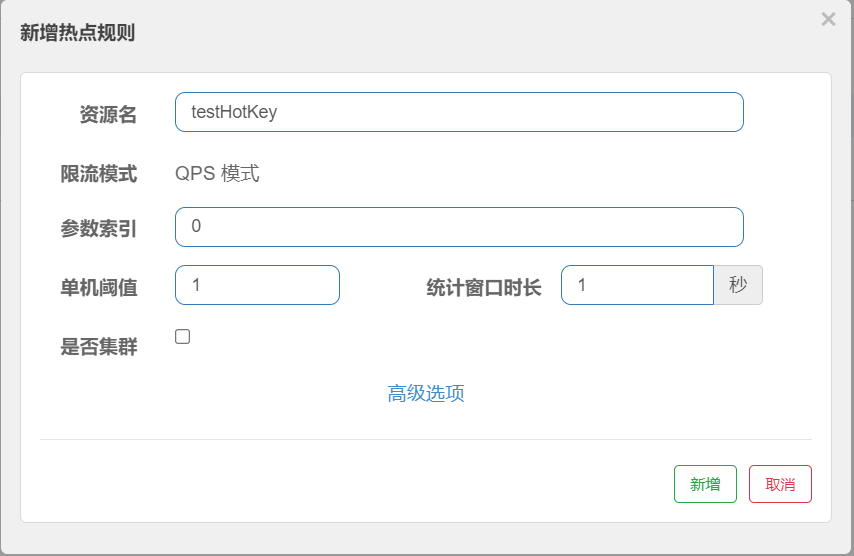 新增热点规则
×
资源名 testHotKey
限流模式 QPS 模式
参数索引 0
单机阈值 1 统计窗口时长 1 秒
是否集群
高级选项
新增 取消